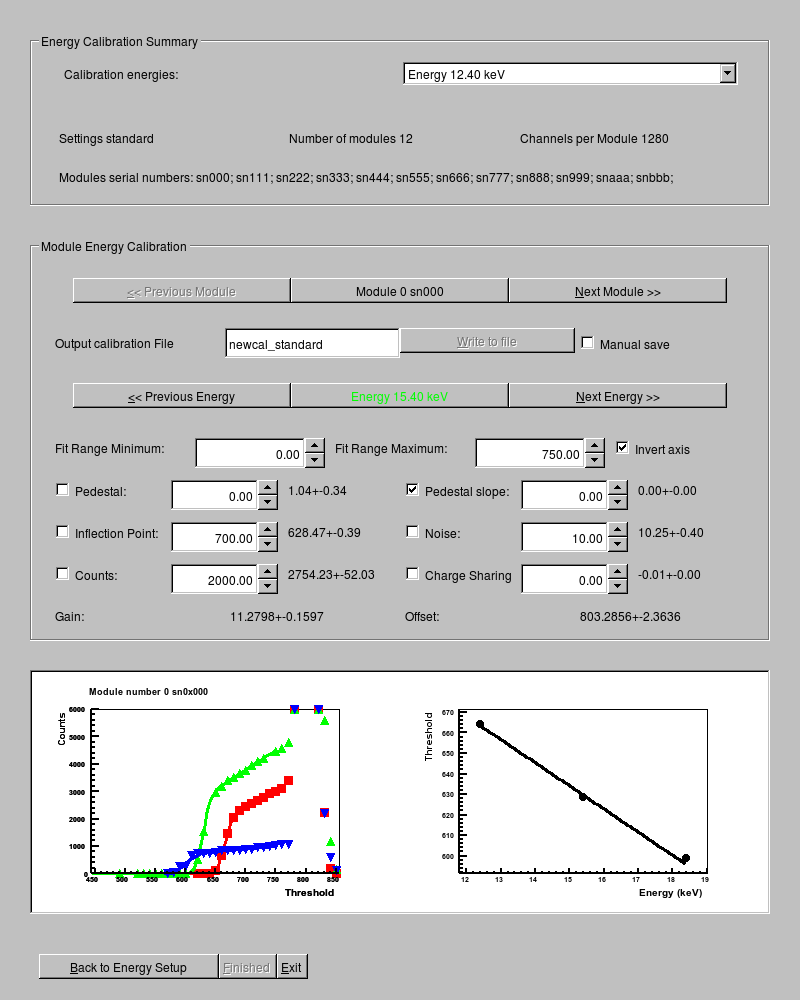 Energy Calibration Summary
Calibration energies: Energy 12.40 keV
Settings standard Number of modules 12 Channels per Module 1280
Modules serial numbers: sn000; sn111; sn222; sn333; sn444; sn555; sn666; sn777; sn888; sn999; snaaa; snbbb;
Module Energy Calibration
<< Previous Module Module 0 sn000 Next Module >>
Output calibration File newcal_standard Write to file Manual save
<< Previous Energy Energy 15.40 keV Next Energy >>
Fit Range Minimum: 0.00 Fit Range Maximum: 750.00 Invert axis
Pedestal: 0.00 1.04+-0.34 Pedestal slope: 0.00 0.00+-0.00
Inflection Point: 700.00 628.47+-0.39 Noise: 10.00 10.25+-0.40
Counts: 2000.00 2754.23+-52.03 Charge Sharing 0.00 -0.01+-0.00
Gain: 11.2798+-0.1597 Offset: 803.2856+-2.3636
Module number 0 sn0x000
Counts
6000
5000
4000
3000
2000
1000
0
450 500 550 600 650 700 750 800 850
Threshold
Threshold
670
660
650
640
630
620
610
600
12 13 14 15 16 17 18 19
Energy (keV)
Back to Energy Setup Finished Exit